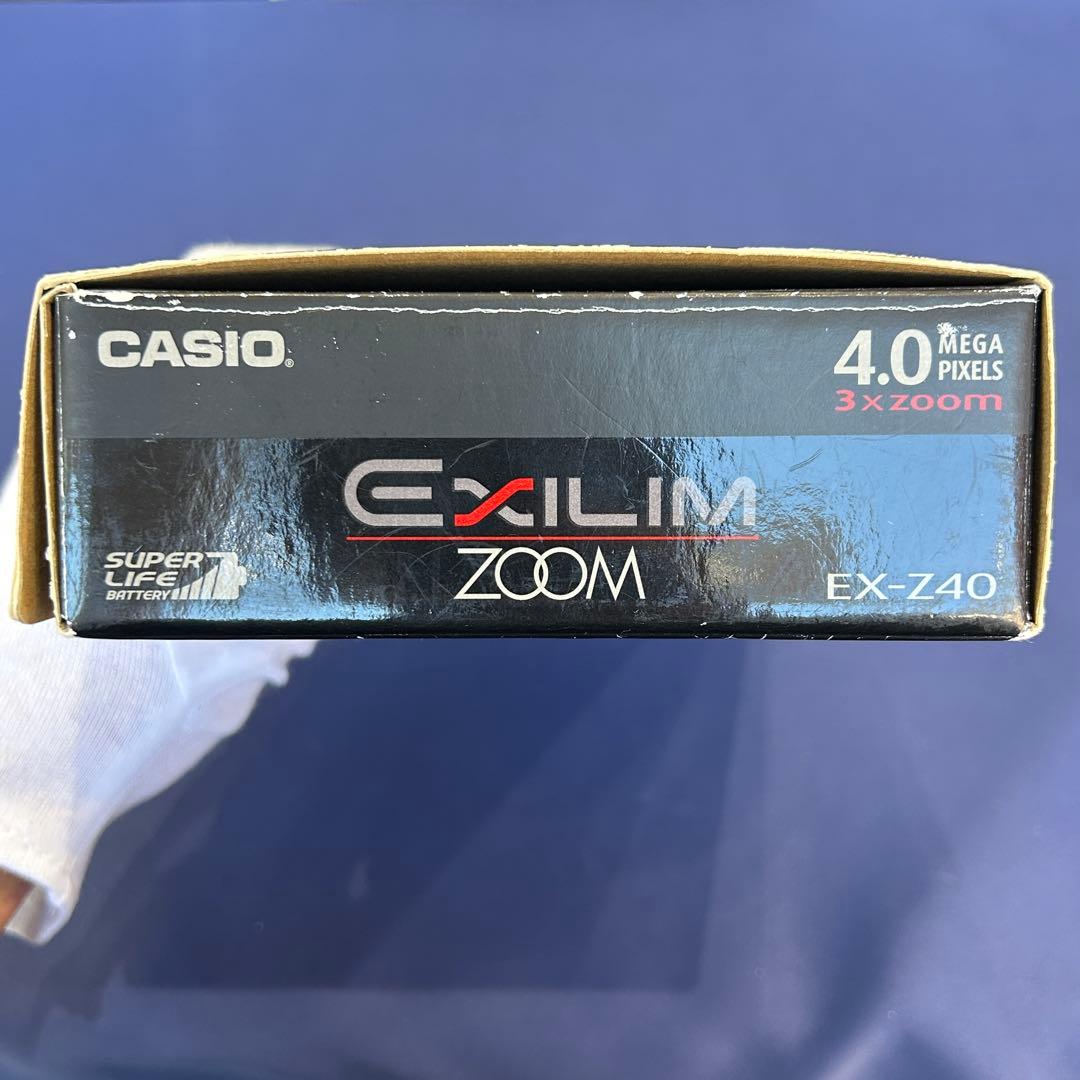 CASIO®
4.0 MEGA PIXELS
3xzoom
EXILIM
ZOOM
SUPER
LIFE
BATTERY
EX-Z40